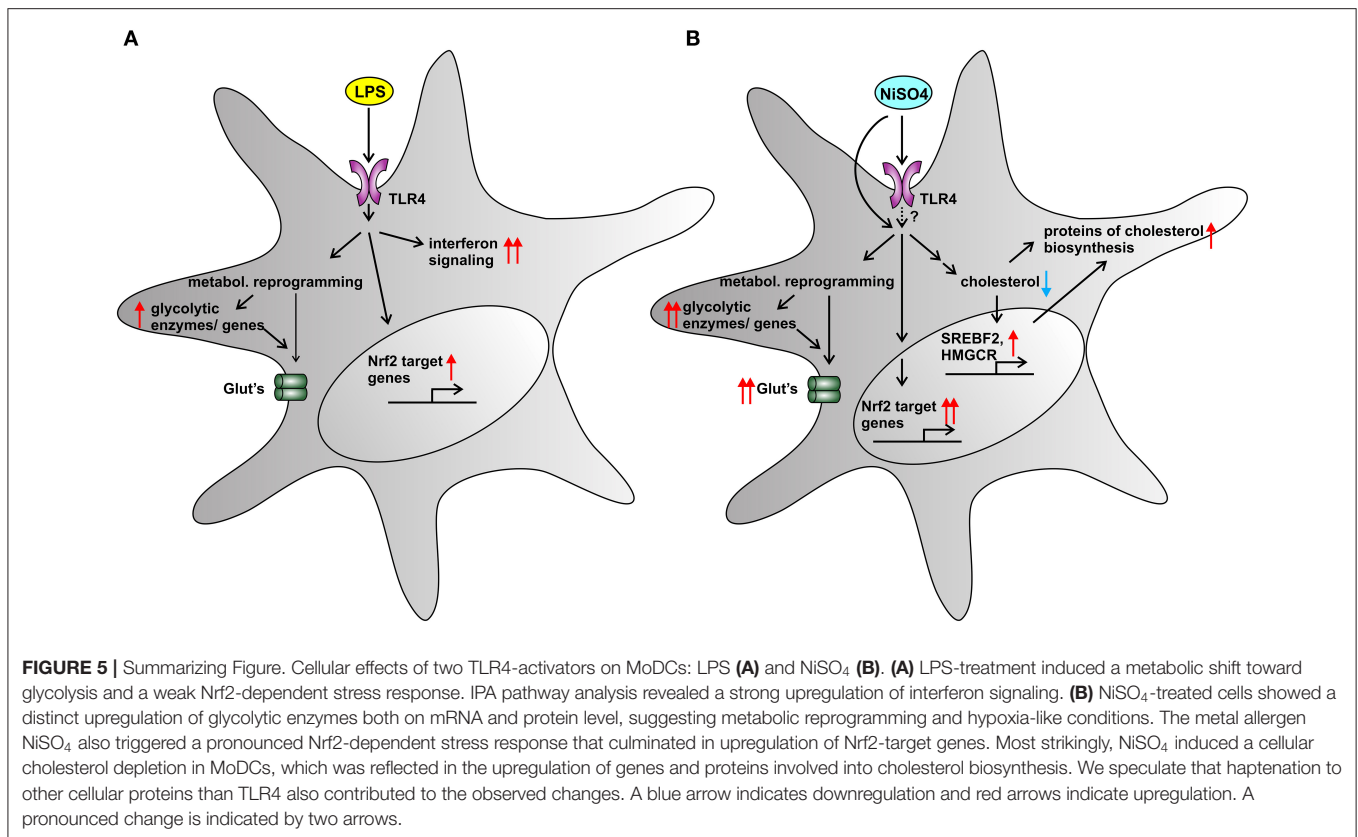 A
LPS
TLR4
interferon
signaling
metabol. reprogramming
glycolytic
enzymes/ genes
Glut's
Nrf2 target
genes
B
NiSO4
TLR4
?
proteins of cholesterol
biosynthesis
metabol. reprogramming
cholesterol
glycolytic
enzymes/ genes
SREBF2,
HMGCR
Glut's
Nrf2 target
genes
FIGURE 5 | Summarizing Figure. Cellular effects of two TLR4-activators on MoDCs: LPS (A) and NiSO₄ (B). (A) LPS-treatment induced a metabolic shift toward
glycolysis and a weak Nrf2-dependent stress response. IPA pathway analysis revealed a strong upregulation of interferon signaling. (B) NiSO₄-treated cells showed a
distinct upregulation of glycolytic enzymes both on mRNA and protein level, suggesting metabolic reprogramming and hypoxia-like conditions. The metal allergen
NiSO₄ also triggered a pronounced Nrf2-dependent stress response that culminated in upregulation of Nrf2-target genes. Most strikingly, NiSO₄ induced a cellular
cholesterol depletion in MoDCs, which was reflected in the upregulation of genes and proteins involved into cholesterol biosynthesis. We speculate that haptenation to
other cellular proteins than TLR4 also contributed to the observed changes. A blue arrow indicates downregulation and red arrows indicate upregulation. A
pronounced change is indicated by two arrows.